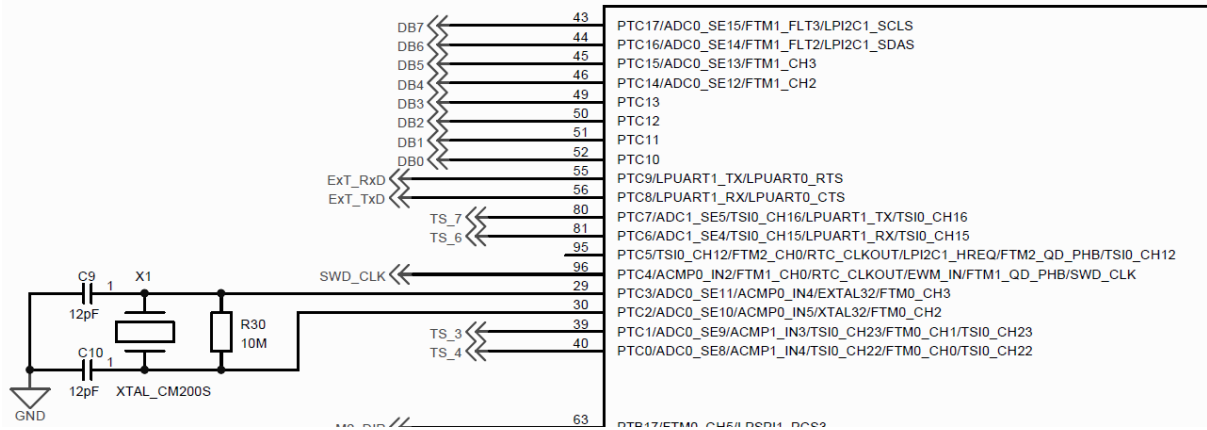 DB7 43 PTC17/ADC0_SE15/FTM1_FLT3/LPI2C1_SCLS
DB6 44 PTC16/ADC0_SE14/FTM1_FLT2/LPI2C1_SDAS
DB5 45 PTC15/ADC0_SE13/FTM1_CH3
DB4 46 PTC14/ADC0_SE12/FTM1_CH2
DB3 49 PTC13
DB2 50 PTC12
DB1 51 PTC11
DB0 52 PTC10
ExT_RxD 55 PTC9/LPUART1_TX/LPUART0_RTS
ExT_TxD 56 PTC8/LPUART1_RX/LPUART0_CTS
TS_7 80 PTC7/ADC1_SE5/TSI0_CH16/LPUART1_TX/TSI0_CH16
TS_6 81 PTC6/ADC1_SE4/TSI0_CH15/LPUART1_RX/TSI0_CH15
95 PTC5/TSI0_CH12/FTM2_CH0/RTC_CLKOUT/LPI2C1_HREQ/FTM2_QD_PHB/TSI0_CH12
SWD_CLK 96 PTC4/ACMP0_IN2/FTM1_CH0/RTC_CLKOUT/EWM_IN/FTM1_QD_PHB/SWD_CLK
C9 1 X1 29 PTC3/ADC0_SE11/ACMP0_IN4/EXTAL32/FTM0_CH3
12pF R30 30 PTC2/ADC0_SE10/ACMP0_IN5/XTAL32/FTM0_CH2
10M TS_3 39 PTC1/ADC0_SE9/ACMP1_IN3/TSI0_CH23/FTM0_CH1/TSI0_CH23
C10 1 TS_4 40 PTC0/ADC0_SE8/ACMP1_IN4/TSI0_CH22/FTM0_CH0/TSI0_CH22
12pF XTAL_CM200S
GND
63 PTB17/FTM0_CH5/LPSPI1_PCS3